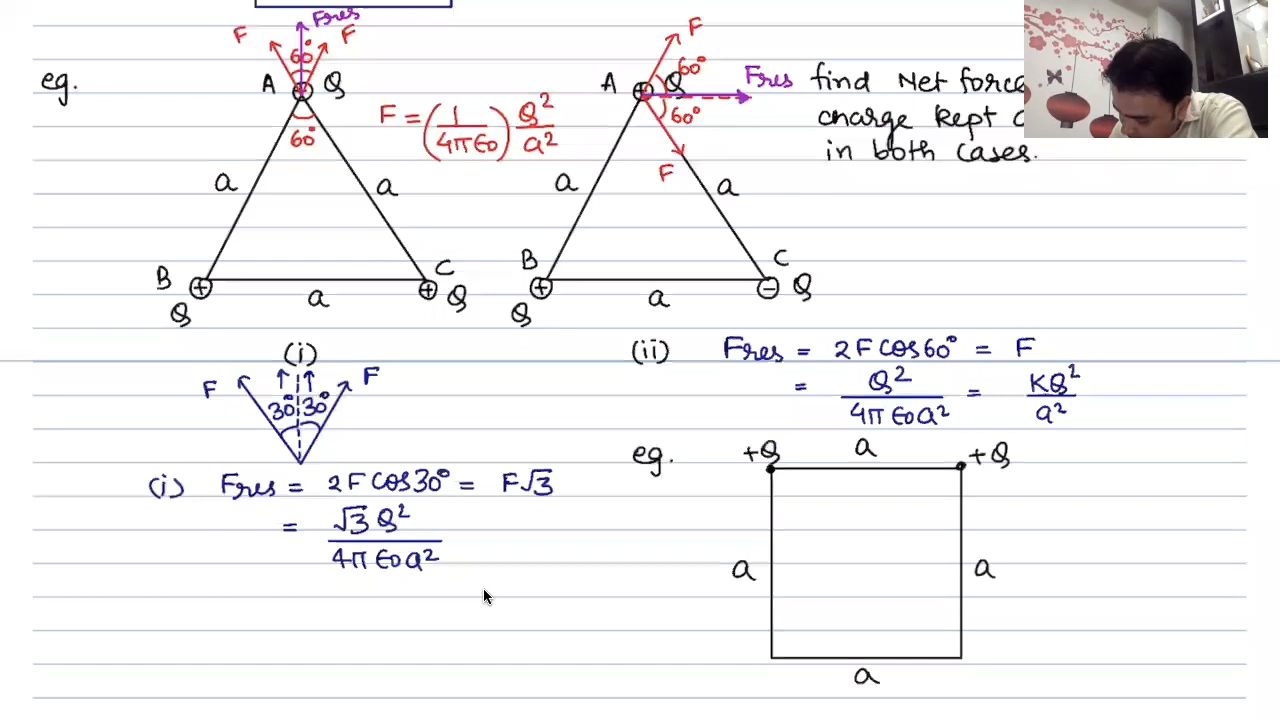 Fres
F F
60°
eg.
A Q
60°
F = (1/4πε0) Q²/a²
a a
B C
Q Q
a
F
60°
A Q Fres
60°
F
a a
B C
Q Q
a
find Net force
charge kept
in both cases.
(i)
F F
30° 30°
(i) Fres = 2F cos30° = F√3
= √3 Q² / 4πε0a²
(ii) Fres = 2F cos60° = F
= Q² / 4πε0a² = KQ² / a²
eg. +Q a +Q
a a
a